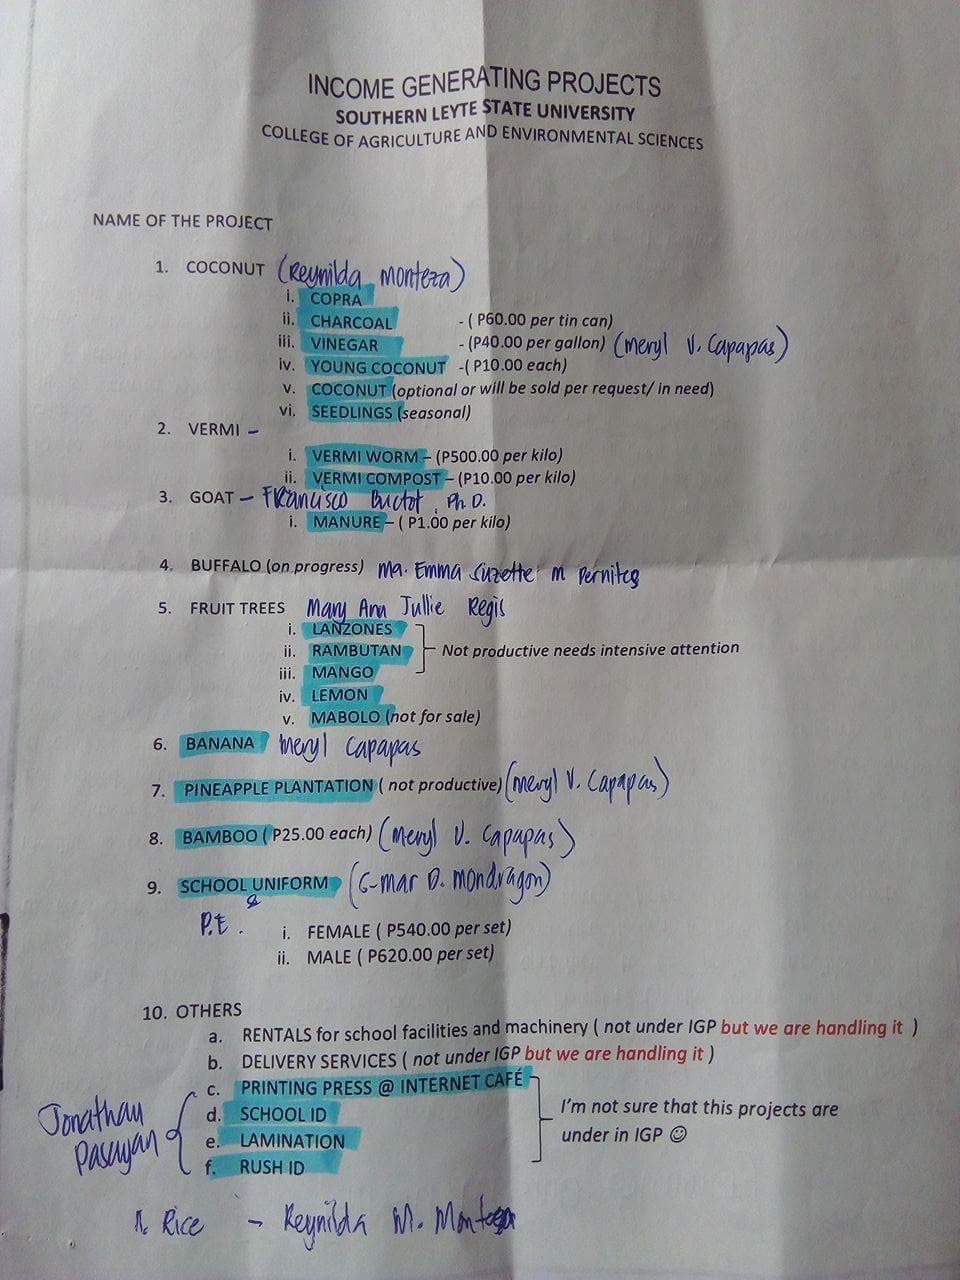 INCOME GENERATING PROJECTS
SOUTHERN LEYTE STATE UNIVERSITY
COLLEGE OF AGRICULTURE AND ENVIRONMENTAL SCIENCES
NAME OF THE PROJECT
1. COCONUT (Reynilda Monteza)
i. COPRA
ii. CHARCOAL - ( P60.00 per tin can)
iii. VINEGAR - (P40.00 per gallon) (Meryl V. Capapas)
iv. YOUNG COCONUT -( P10.00 each)
v. COCONUT (optional or will be sold per request/ in need)
vi. SEEDLINGS (seasonal)
2. VERMI –
i. VERMI WORM – (P500.00 per kilo)
ii. VERMI COMPOST – (P10.00 per kilo)
3. GOAT – Francisco Buctot, Ph.D.
i. MANURE – ( P1.00 per kilo)
4. BUFFALO (on progress) Ma. Emma Suzette M Pernites
5. FRUIT TREES Mary Ann Jullie Regis
i. LANZONES
ii. RAMBUTAN Not productive needs intensive attention
iii. MANGO
iv. LEMON
v. MABOLO (not for sale)
6. BANANA Meryl Capapas
7. PINEAPPLE PLANTATION ( not productive) (Meryl V. Capapas)
8. BAMBOO ( P25.00 each) (Meryl V. Capapas)
9. SCHOOL UNIFORM (G-mar D. Mondragon)
& P.E.
i. FEMALE ( P540.00 per set)
ii. MALE ( P620.00 per set)
10. OTHERS
a. RENTALS for school facilities and machinery ( not under IGP but we are handling it )
b. DELIVERY SERVICES ( not under IGP but we are handling it )
c. PRINTING PRESS @ INTERNET CAFÉ
d. SCHOOL ID I'm not sure that this projects are
Jonathan Pasayan
e. LAMINATION under in IGP ☺
f. RUSH ID
Rice – Reynilda M. Monteza